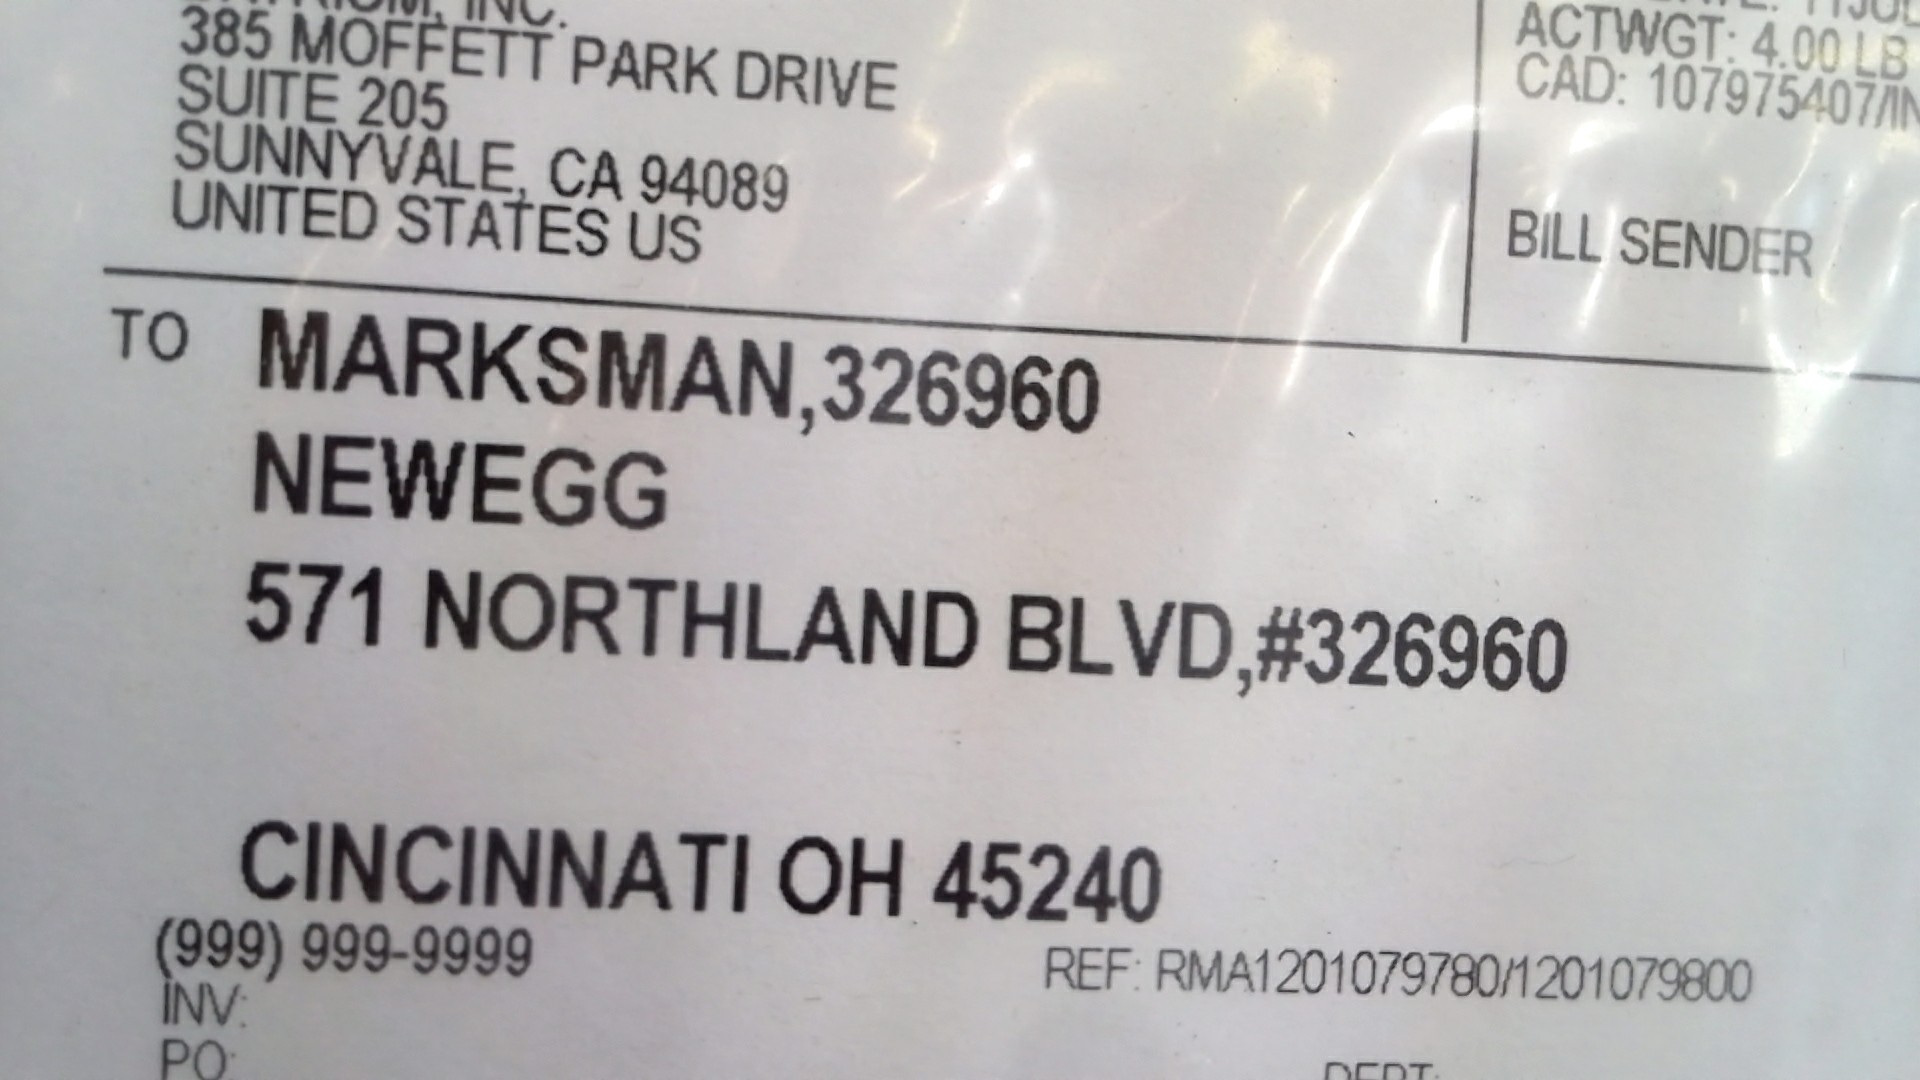 INC.
385 MOFFETT PARK DRIVE
SUITE 205
SUNNYVALE, CA 94089
UNITED STATES US
ACTWGT: 4.00 LB
CAD: 107975407/IN
BILL SENDER
TO MARKSMAN,326960
NEWEGG
571 NORTHLAND BLVD,#326960
CINCINNATI OH 45240
(999) 999-9999
REF: RMA1201079780/1201079800
INV:
PO:
DEPT: